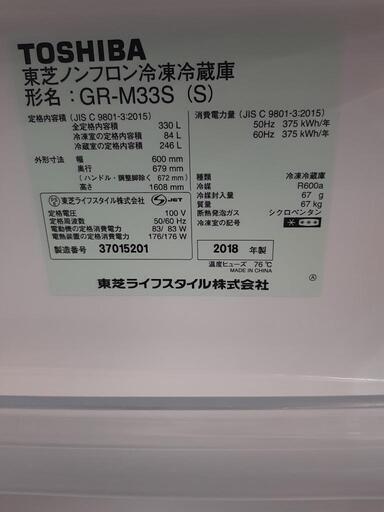 TOSHIBA
東芝ノンフロン冷凍冷蔵庫
形名：GR-M33S (S)
定格内容積 (JIS C 9801-3:2015)
全定格内容積 330 L
冷凍室の定格内容積 84 L
冷蔵室の定格内容積 246 L
外形寸法 幅 600 mm
奥行 679 mm
(ハンドル・調整脚除く 672 mm)
高さ 1608 mm
東芝ライフスタイル株式会社 JET
定格電圧 100 V
定格周波数 50/60 Hz
電動機の定格消費電力 83/ 83 W
電熱装置の定格消費電力 176/176 W
製造番号 37015201
消費電力量 (JIS C 9801-3:2015)
50Hz 375 kWh/年
60Hz 375 kWh/年
種類 冷凍冷蔵庫
冷媒 R600a
冷媒封入量 67 g
質量 67 kg
断熱発泡ガス シクロペンタン
冷凍室の記号
2018 年製
温度ヒューズ 76℃
MADE IN CHINA
Ⓐ
東芝ライフスタイル株式会社